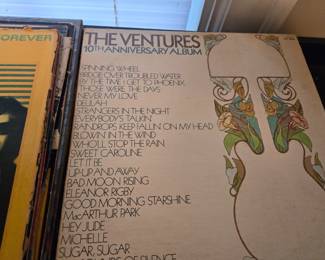 FOREVER
THE VENTURES
10TH ANNIVERSARY ALBUM
SPINNING WHEEL
BRIDGE OVER TROUBLED WATER
BY THE TIME I GET TO PHOENIX
THOSE WERE THE DAYS
NEVER MY LOVE
DELILAH
STRANGERS IN THE NIGHT
EVERYBODY'S TALKIN
RAINDROPS KEEP FALLIN ON MY HEAD
BLOWIN IN THE WIND
WHO'LL STOP THE RAIN
SWEET CAROLINE
LET IT BE
UP-UP AND AWAY
BAD MOON RISING
ELEANOR RIGBY
GOOD MORNING STARSHINE
MacARTHUR PARK
HEY JUDE
MICHELLE
SUGAR, SUGAR
OF SILENCE